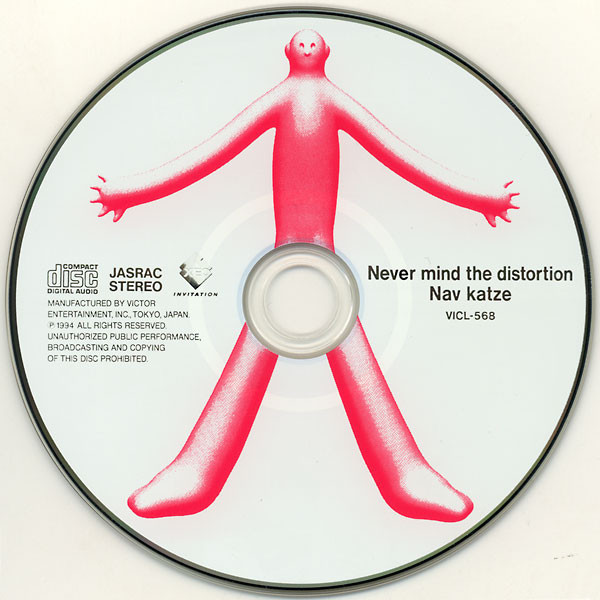 COMPACT
disc
DIGITAL AUDIO
JASRAC
STEREO
INVITATION
MANUFACTURED BY VICTOR
ENTERTAINMENT, INC., TOKYO, JAPAN.
Ⓟ1994 ALL RIGHTS RESERVED.
UNAUTHORIZED PUBLIC PERFORMANCE,
BROADCASTING AND COPYING
OF THIS DISC PROHIBITED.
Never mind the distortion
Nav katze
VICL-568